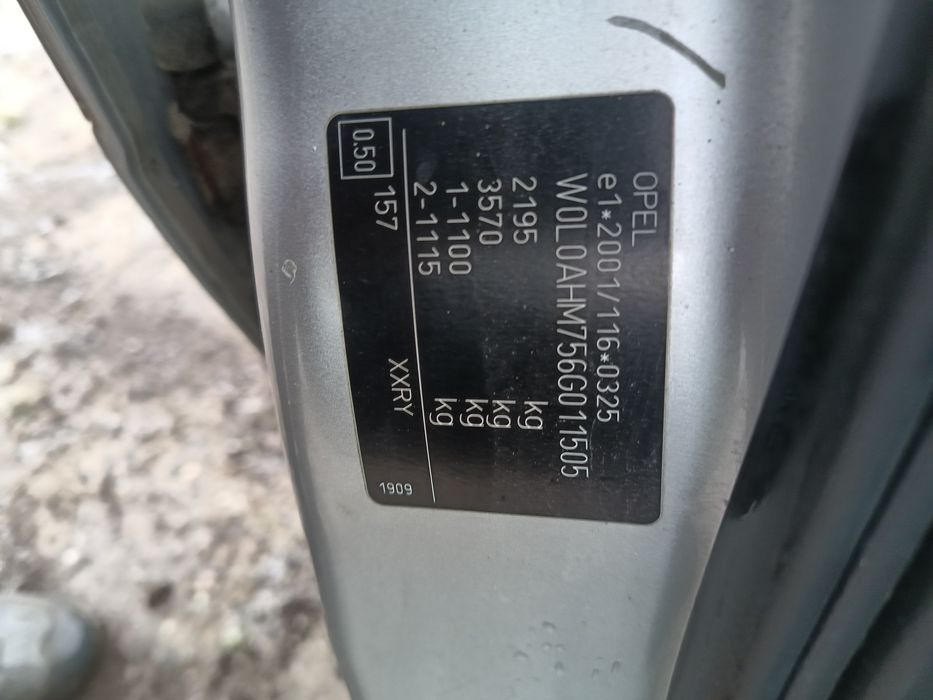 OPEL
e1*2001/116*0325
W0L0AHM756G011505
2195 kg
3570 kg
1-1100 kg
2-1115 kg
0.50 157 XXRY 1909